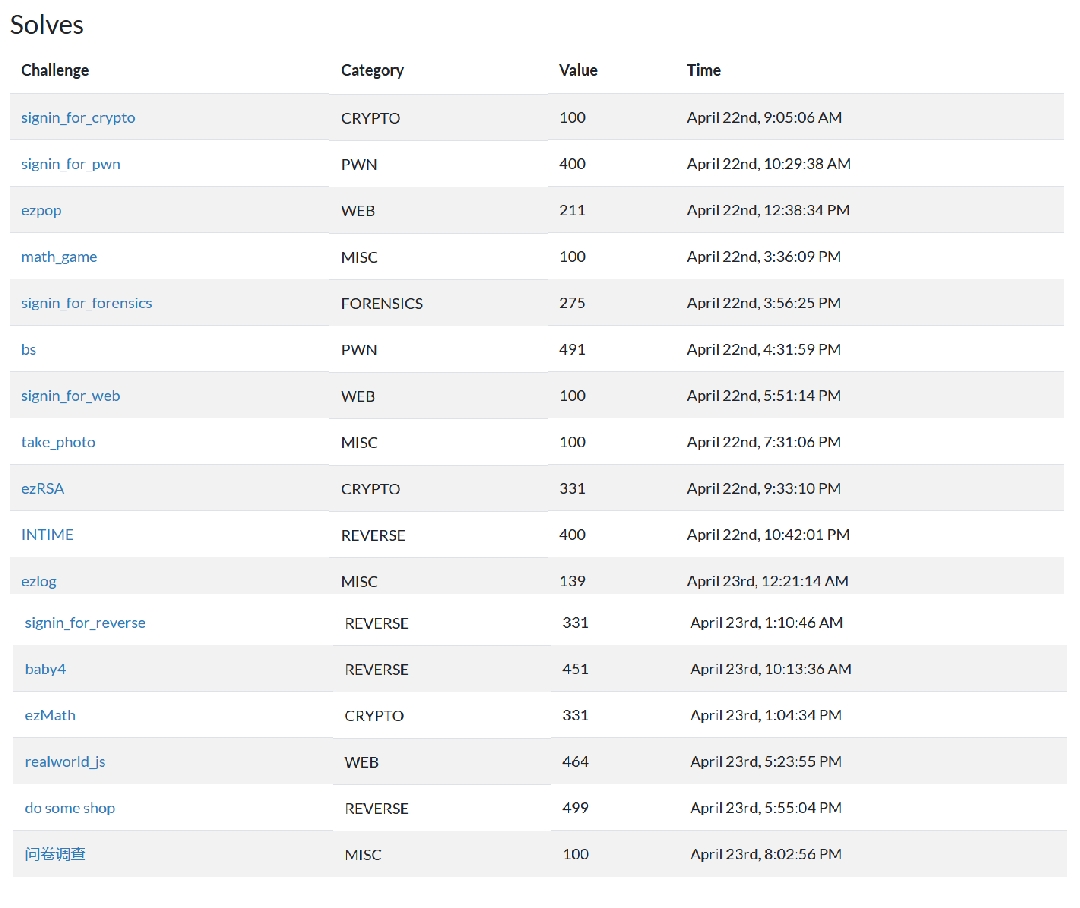 Solves
Challenge Category Value Time
signin_for_crypto CRYPTO 100 April 22nd, 9:05:06 AM
signin_for_pwn PWN 400 April 22nd, 10:29:38 AM
ezpop WEB 211 April 22nd, 12:38:34 PM
math_game MISC 100 April 22nd, 3:36:09 PM
signin_for_forensics FORENSICS 275 April 22nd, 3:56:25 PM
bs PWN 491 April 22nd, 4:31:59 PM
signin_for_web WEB 100 April 22nd, 5:51:14 PM
take_photo MISC 100 April 22nd, 7:31:06 PM
ezRSA CRYPTO 331 April 22nd, 9:33:10 PM
INTIME REVERSE 400 April 22nd, 10:42:01 PM
ezlog MISC 139 April 23rd, 12:21:14 AM
signin_for_reverse REVERSE 331 April 23rd, 1:10:46 AM
baby4 REVERSE 451 April 23rd, 10:13:36 AM
ezMath CRYPTO 331 April 23rd, 1:04:34 PM
realworld_js WEB 464 April 23rd, 5:23:55 PM
do some shop REVERSE 499 April 23rd, 5:55:04 PM
问卷调查 MISC 100 April 23rd, 8:02:56 PM